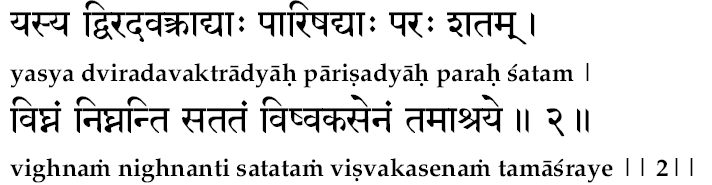 यस्य द्विरदवक्त्राद्याः पारिषद्याः परः शतम् ।
yasya dviradavaktrādyāḥ pāriṣadyāḥ paraḥ śatam |
विघ्नं निघ्नन्ति सततं विष्वकसेनं तमाश्रये ॥ २ ॥
vighnaṁ nighnanti satataṁ viṣvakasenaṁ tamāśraye || 2||